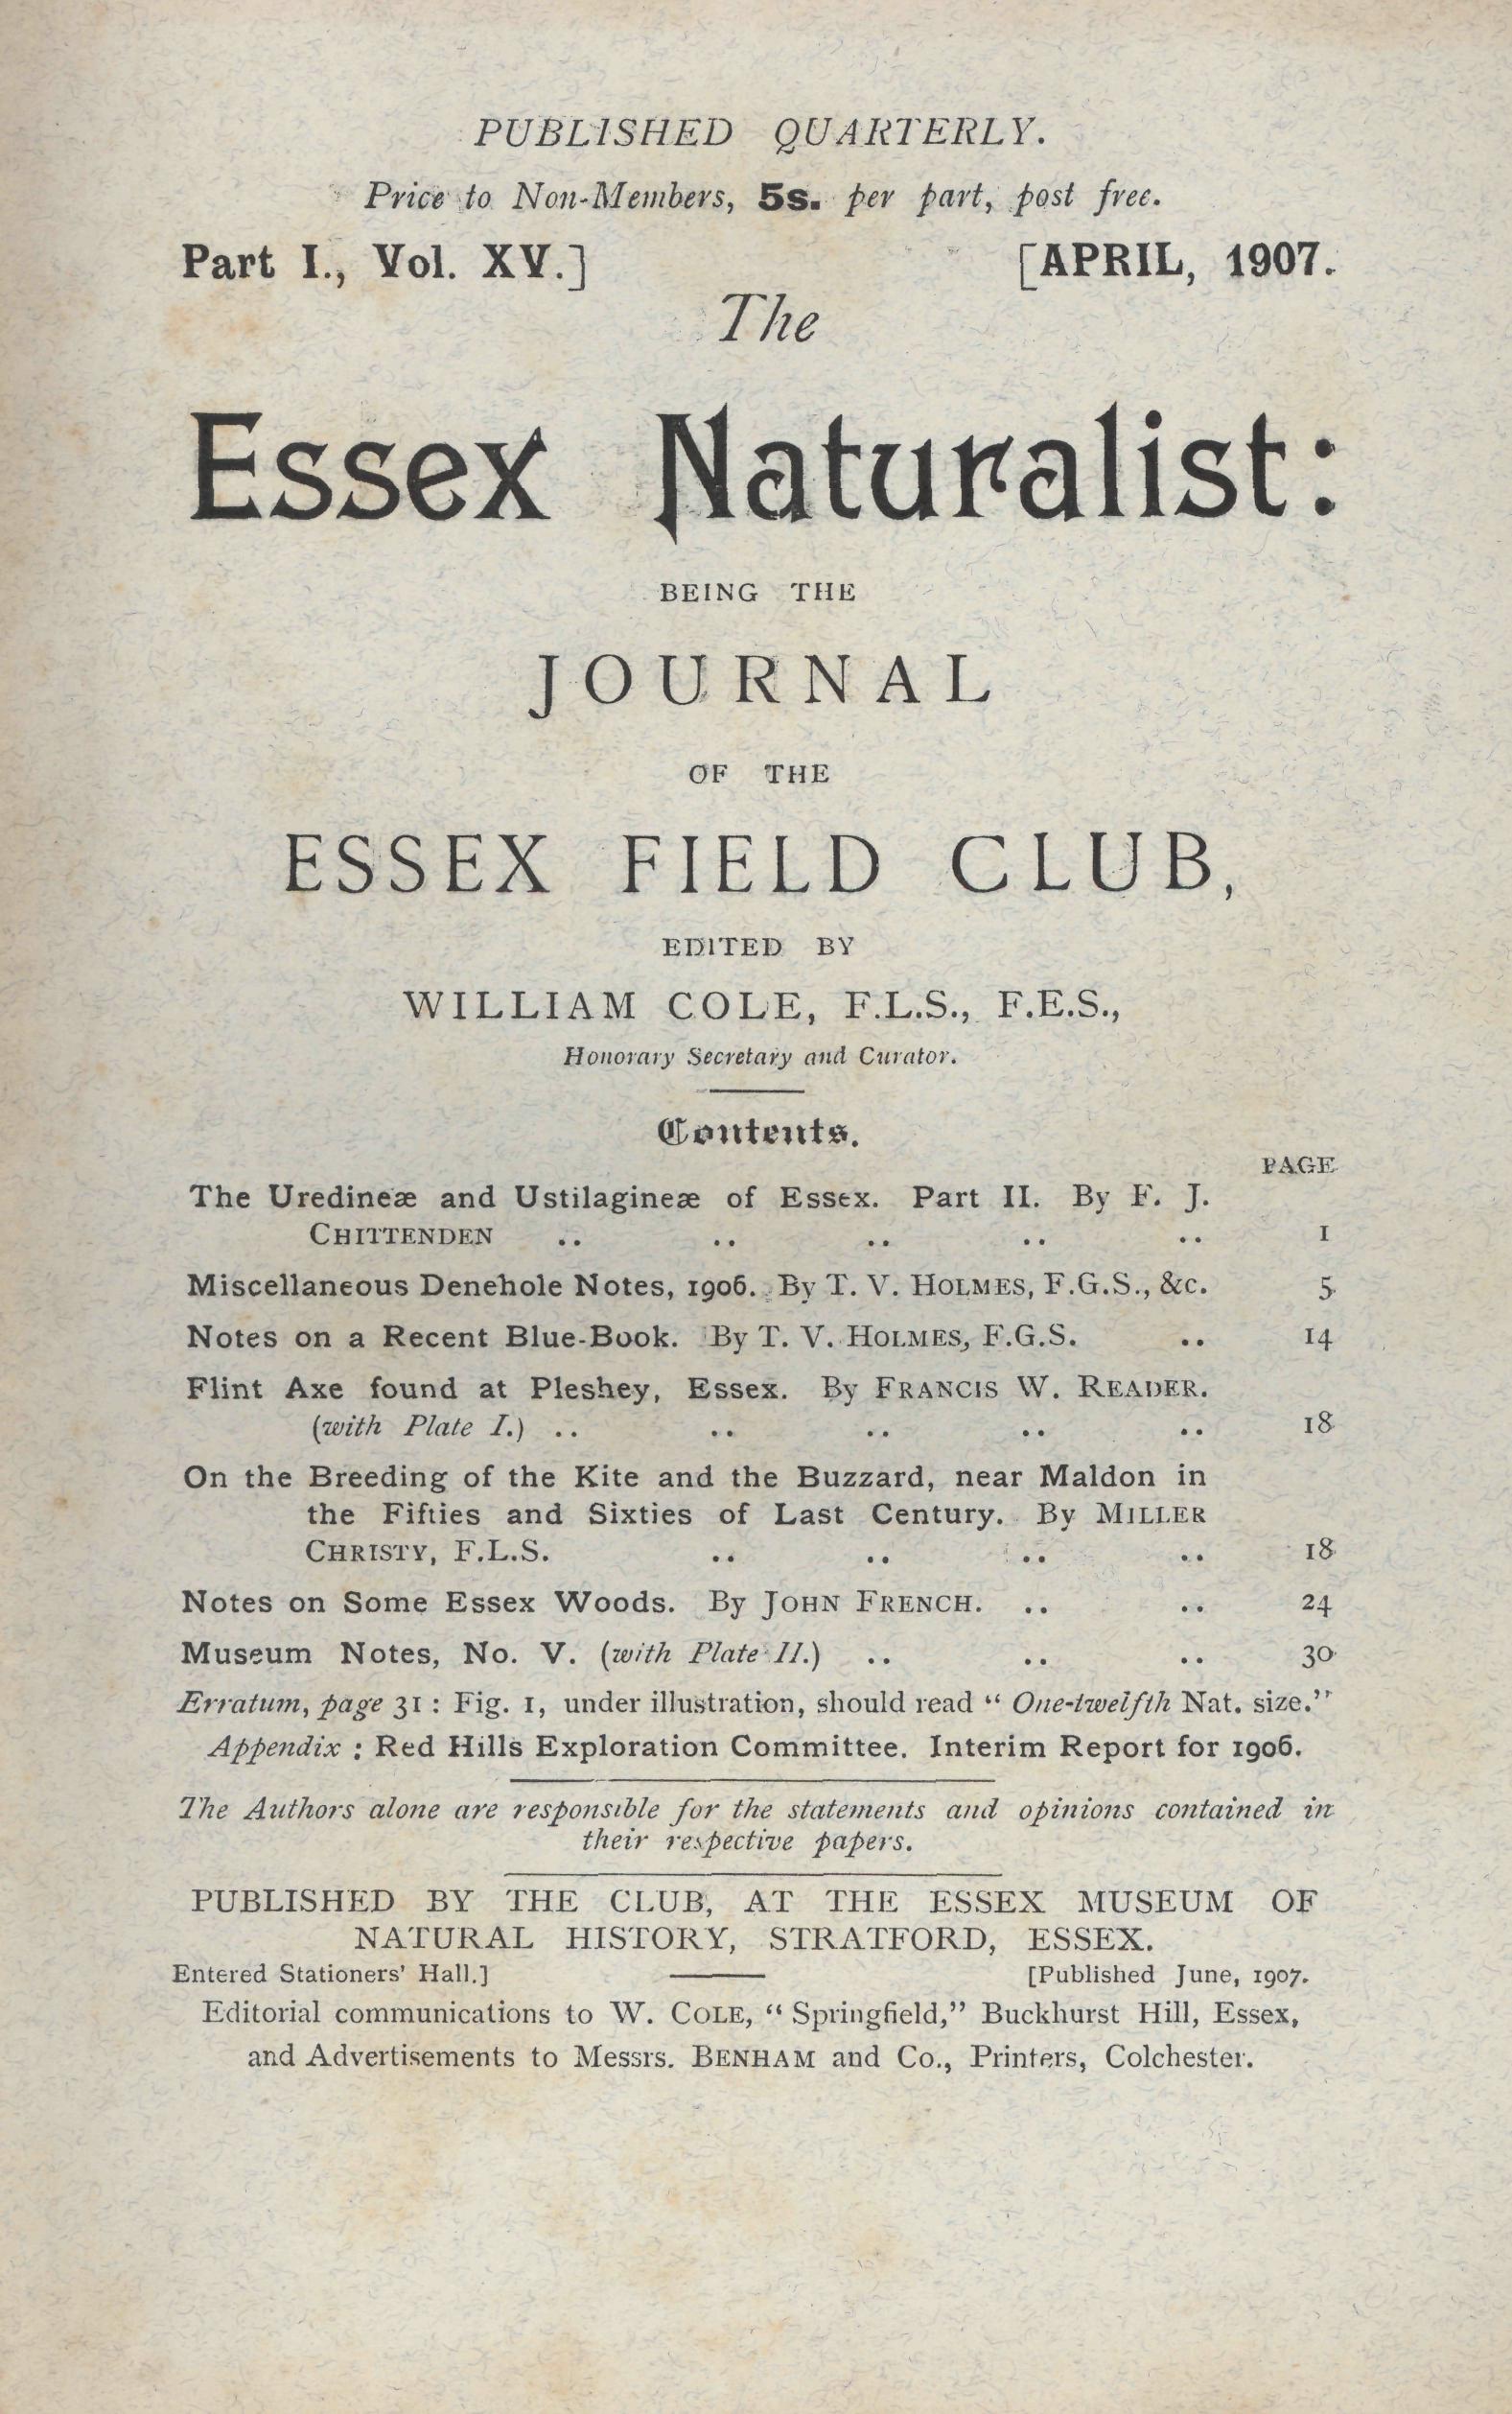 PUBLISHED QUARTERLY.
Price to Non-Members, 5s. per part, post free.
Part I., Vol. XV.] [APRIL, 1907.
The
Essex Naturalist:
BEING THE
JOURNAL
OF THE
ESSEX FIELD CLUB,
EDITED BY
WILLIAM COLE, F.L.S., F.E.S.,
Honorary Secretary and Curator.
Contents.
PAGE
The Uredineæ and Ustilagineæ of Essex. Part II. By F. J.
CHITTENDEN .. .. .. .. .. 1
Miscellaneous Denehole Notes, 1906. By T. V. HOLMES, F.G.S., &c. 5
Notes on a Recent Blue-Book. By T. V. HOLMES, F.G.S. .. 14
Flint Axe found at Pleshey, Essex. By FRANCIS W. READER.
(with Plate I.) .. .. .. .. .. 18
On the Breeding of the Kite and the Buzzard, near Maldon in
the Fifties and Sixties of Last Century. By MILLER
CHRISTY, F.L.S. .. .. .. .. 18
Notes on Some Essex Woods. By JOHN FRENCH. .. .. 24
Museum Notes, No. V. (with Plate II.) .. .. .. 30
Erratum, page 31 : Fig. 1, under illustration, should read “ One-twelfth Nat. size.”
Appendix : Red Hills Exploration Committee. Interim Report for 1906.
The Authors alone are responsible for the statements and opinions contained in
their respective papers.
PUBLISHED BY THE CLUB, AT THE ESSEX MUSEUM OF
NATURAL HISTORY, STRATFORD, ESSEX.
Entered Stationers’ Hall.] [Published June, 1907.
Editorial communications to W. COLE, “ Springfield,” Buckhurst Hill, Essex,
and Advertisements to Messrs. BENHAM and Co., Printers, Colchester.